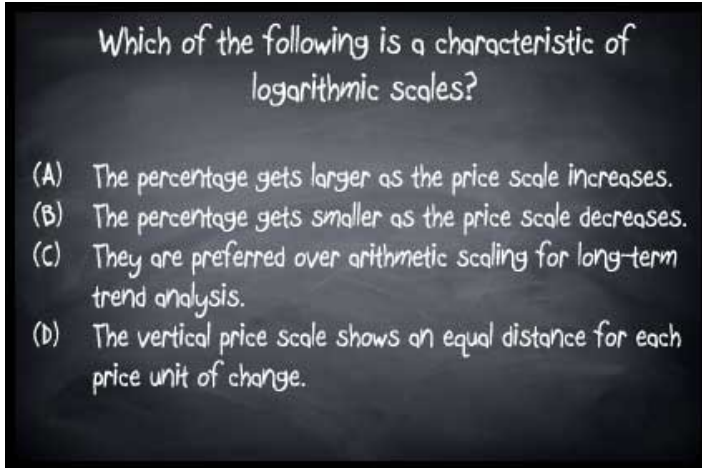 Which of the following is a characteristic of
logarithmic scales?
(A) The percentage gets larger as the price scale increases.
(B) The percentage gets smaller as the price scale decreases.
(C) They are preferred over arithmetic scaling for long-term
trend analysis.
(D) The vertical price scale shows an equal distance for each
price unit of change.